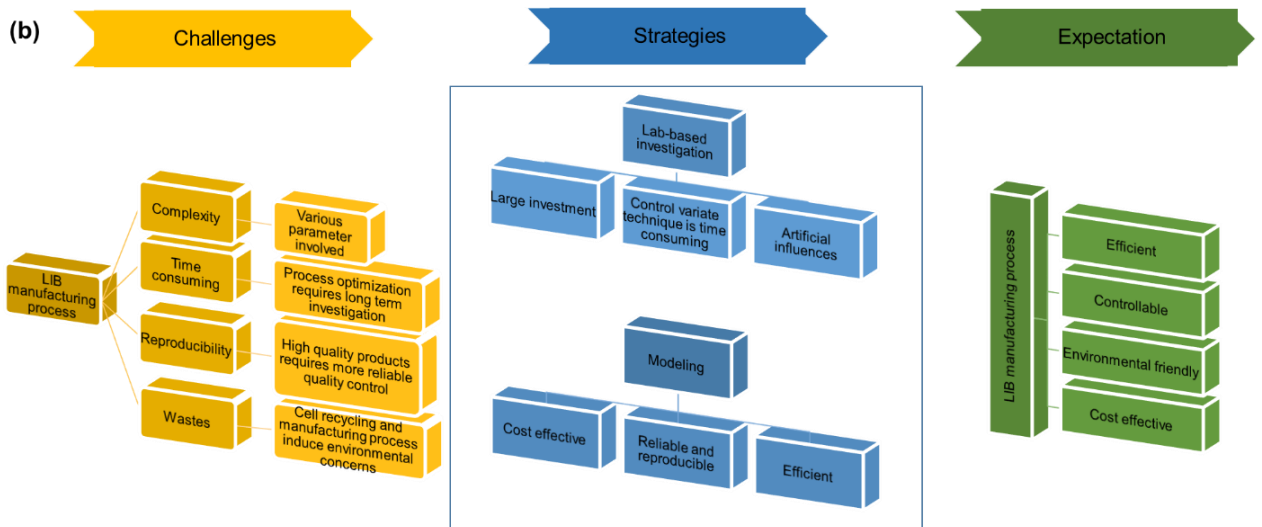 (b)
Challenges
Strategies
Expectation
LIB
manufacturing
process
Complexity
Various
parameter
involved
Time
consuming
Process optimization
requires long term
investigation
Reproducibility
High quality products
requires more reliable
quality control
Wastes
Cell recycling and
manufacturing process
induce environmental
concerns
Lab-based
investigation
Large investment
Control variate
technique is time
consuming
Artificial
influences
Modeling
Cost effective
Reliable and
reproducible
Efficient
LIB manufacturing process
Efficient
Controllable
Environmental friendly
Cost effective